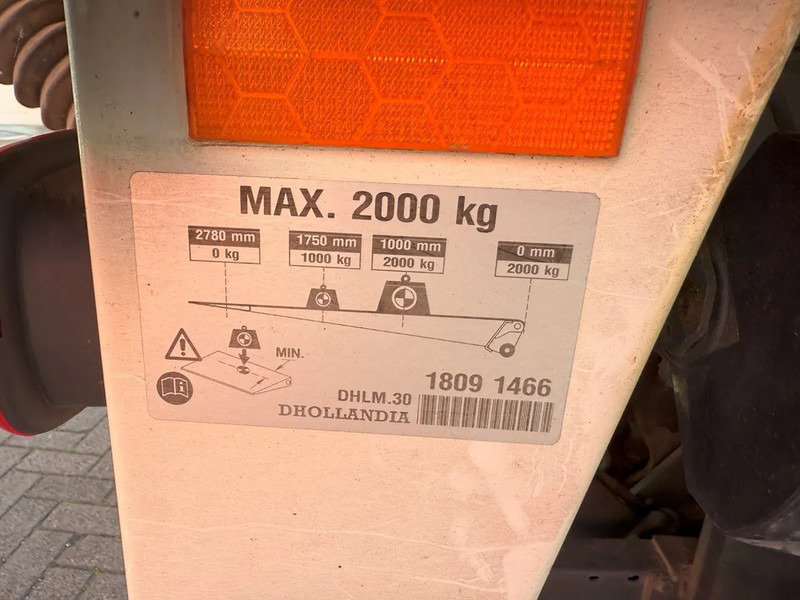 MAX. 2000 kg
2780 mm 1750 mm 1000 mm 0 mm
0 kg 1000 kg 2000 kg 2000 kg
MIN.
DHLM.30 1809 1466
DHOLLANDIA